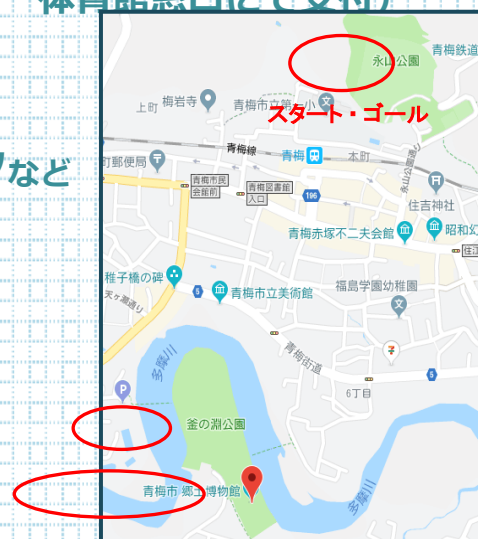 体育館窓口にて交付）
など
青梅鉄道
永山公園
上町
梅岩寺
青梅市立第一小
スタート・ゴール
青梅線
青梅
本町
町郵便局
永山公園通り
青梅市民
会館前
青梅図書館
入口
196
住吉神社
青梅赤塚不二夫会館
昭和幻
住江
稚子橋の碑
5
青梅市立美術館
福島学園幼稚園
天ヶ瀬通り
青梅街道
多摩川
P
6丁目
5
釜の淵公園
青梅市 郷土博物館
多摩川